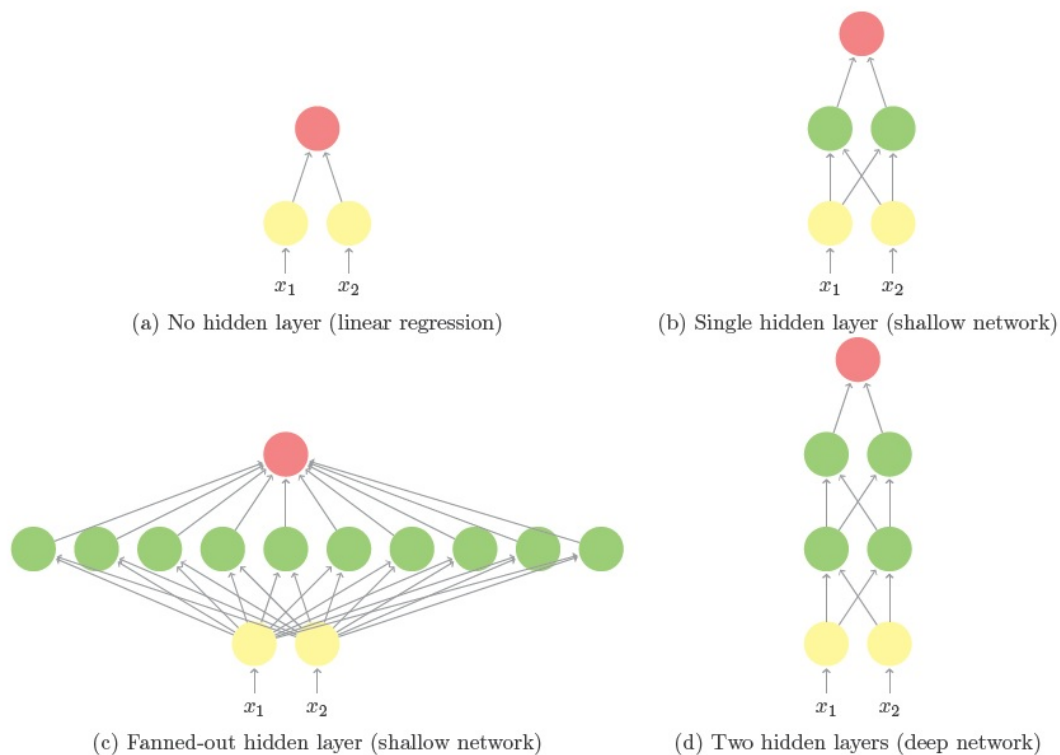 x₁ x₂
(a) No hidden layer (linear regression)
x₁ x₂
(b) Single hidden layer (shallow network)
x₁ x₂
(c) Fanned-out hidden layer (shallow network)
x₁ x₂
(d) Two hidden layers (deep network)